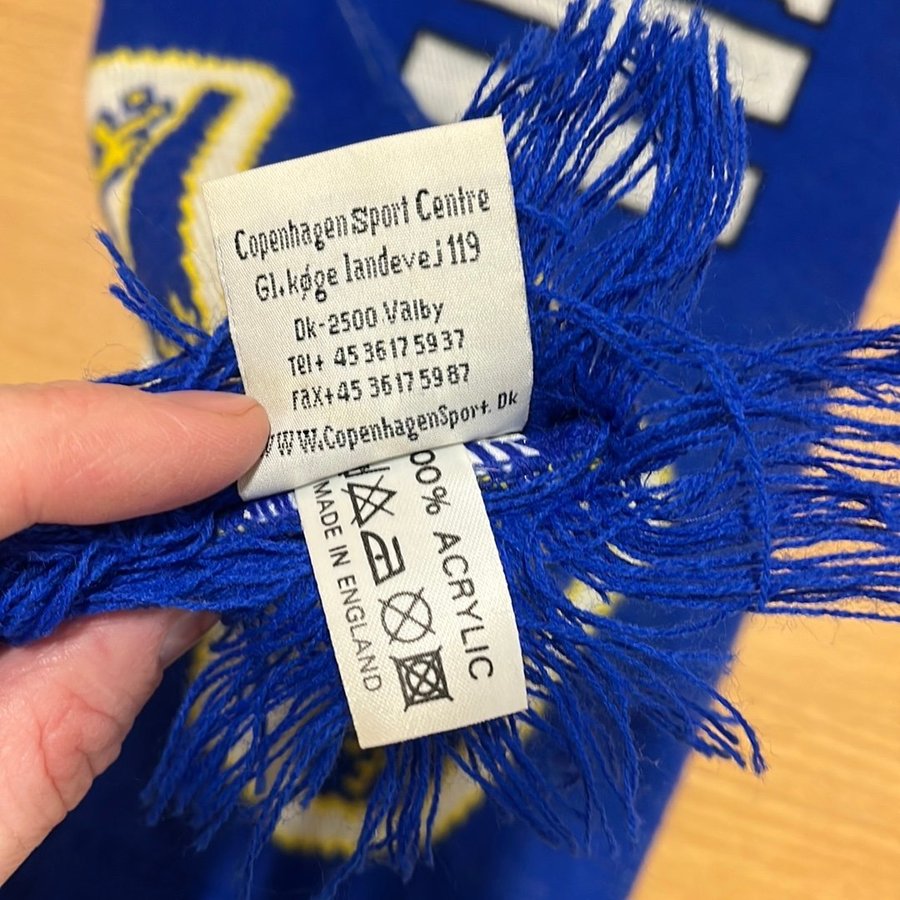 Copenhagen Sport Centre
Gl. køge landevej 119
Dk-2500 Valby
Tel+ 45 36 17 59 37
Fax+45 36 17 59 87
WWW.CopenhagenSport.Dk
00% ACRYLIC
MADE IN ENGLAND